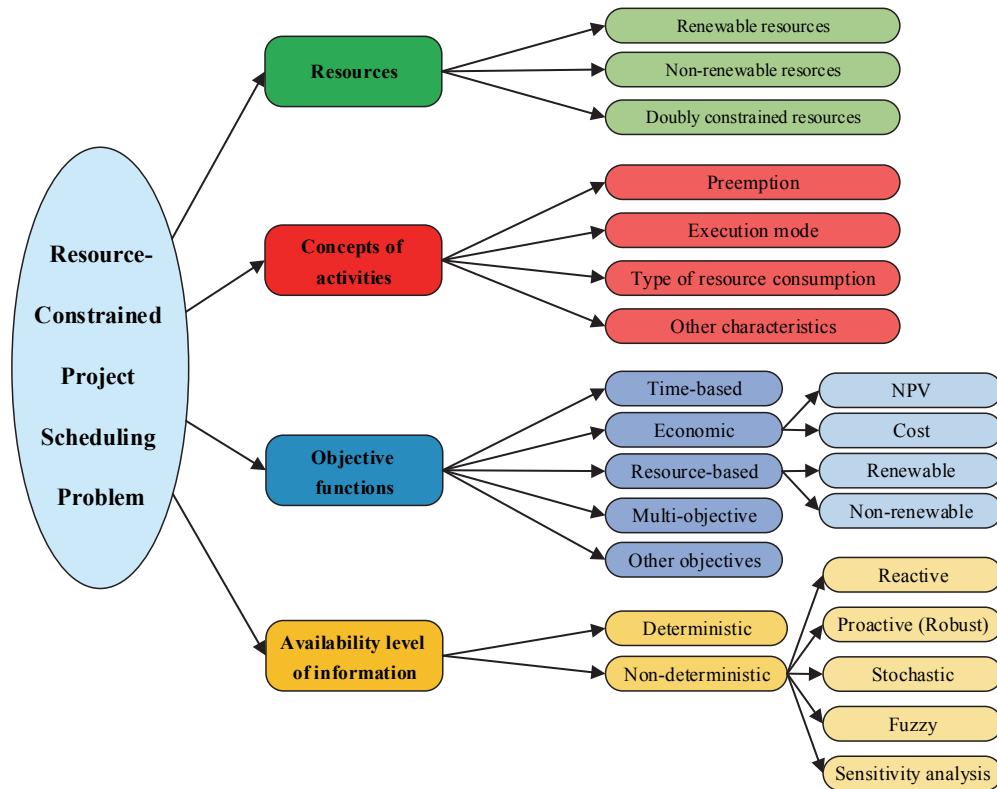 Resource-
Constrained
Project
Scheduling
Problem
Resources
Renewable resources
Non-renewable resorces
Doubly constrained resources
Concepts of
activities
Preemption
Execution mode
Type of resource consumption
Other characteristics
Objective
functions
Time-based
Economic
NPV
Cost
Resource-based
Renewable
Non-renewable
Multi-objective
Other objectives
Availability level
of information
Deterministic
Non-deterministic
Reactive
Proactive (Robust)
Stochastic
Fuzzy
Sensitivity analysis